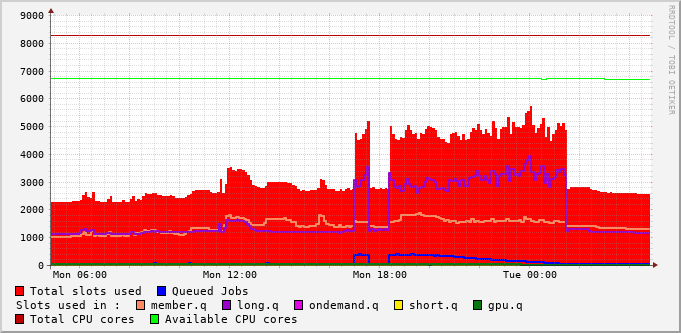 9000
8000
7000
6000
5000
4000
3000
2000
1000
0
Mon 06:00 Mon 12:00 Mon 18:00 Tue 00:00
RRDTOOL / TOBI OETIKER
Total slots used Queued Jobs
Slots used in : member.q long.q ondemand.q short.q gpu.q
Total CPU cores Available CPU cores